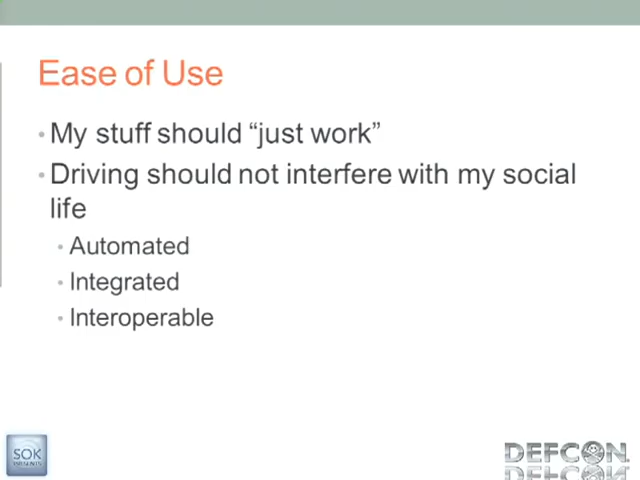 Ease of Use
• My stuff should “just work”
• Driving should not interfere with my social
life
• Automated
• Integrated
• Interoperable
SOK
DEFCON